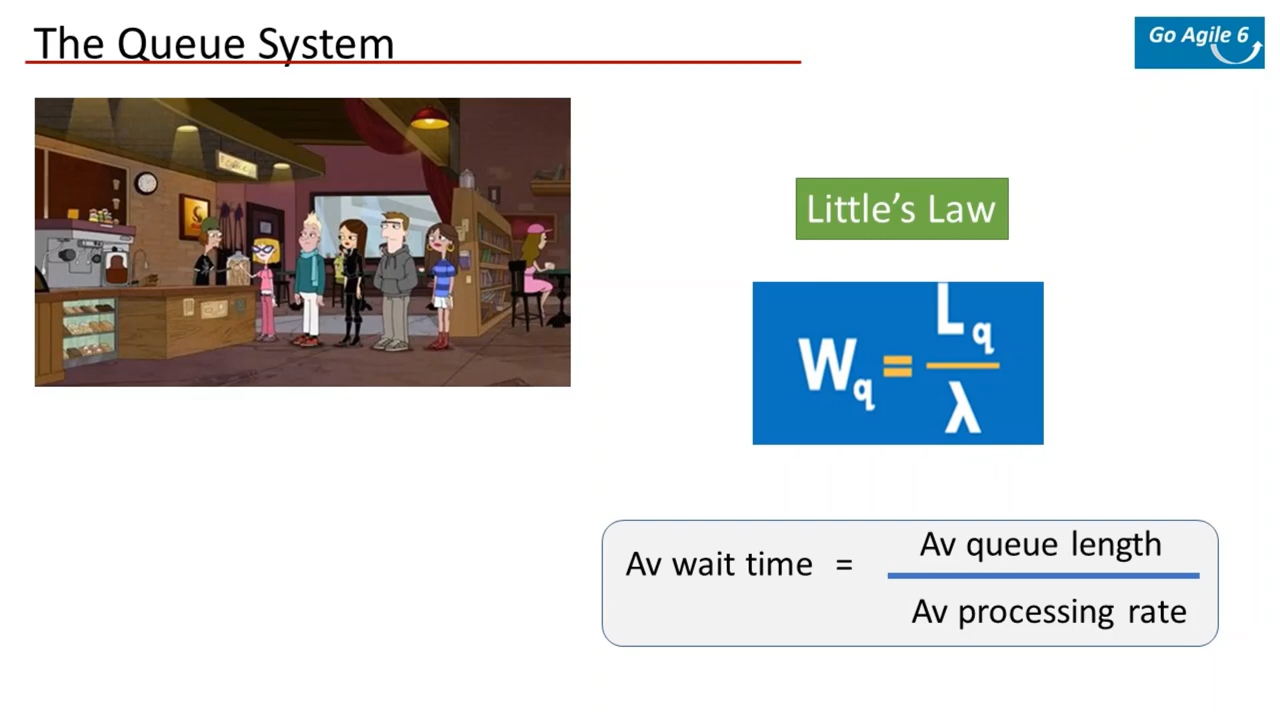 The Queue System
Go Agile 6
Little's Law
Wq = Lq
λ
Av wait time = Av queue length
Av processing rate